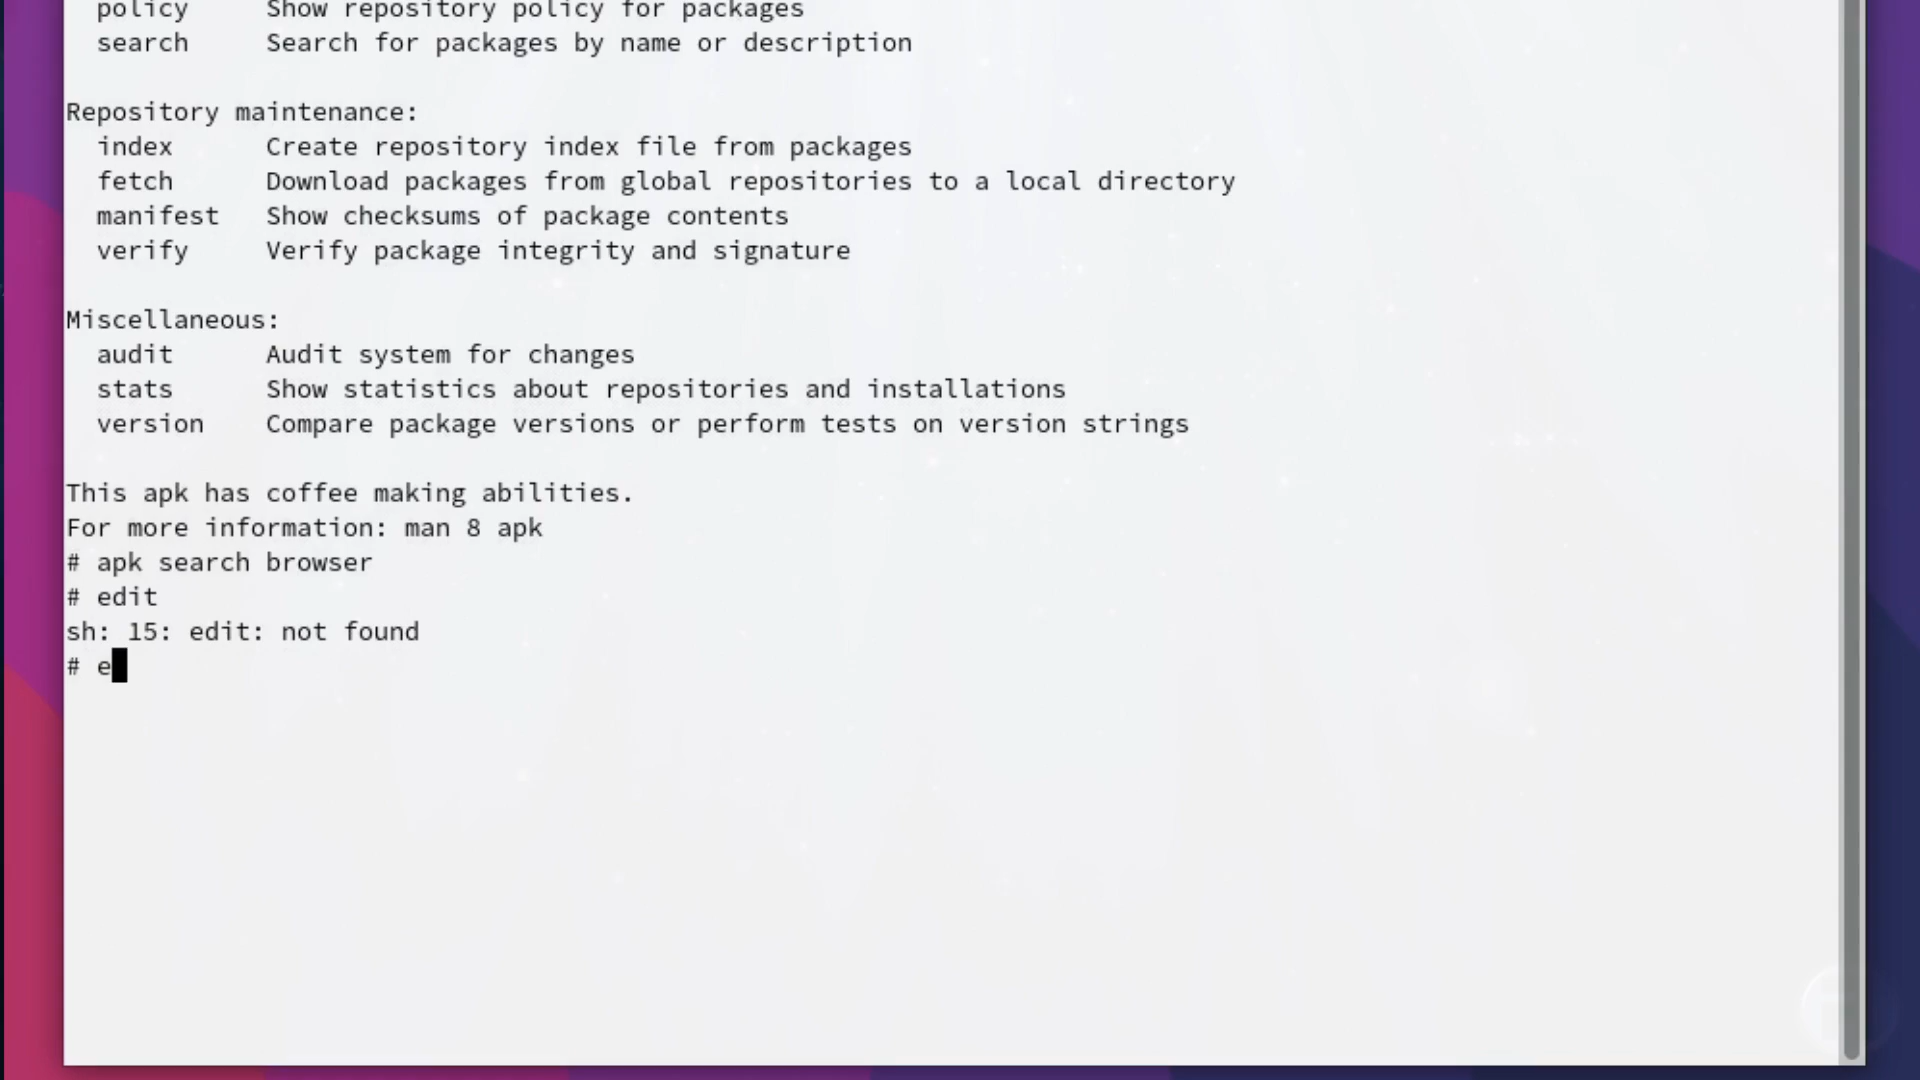 policy     Show repository policy for packages
search     Search for packages by name or description
Repository maintenance:
index      Create repository index file from packages
fetch      Download packages from global repositories to a local directory
manifest   Show checksums of package contents
verify     Verify package integrity and signature
Miscellaneous:
audit      Audit system for changes
stats      Show statistics about repositories and installations
version    Compare package versions or perform tests on version strings
This apk has coffee making abilities.
For more information: man 8 apk
# apk search browser
# edit
sh: 15: edit: not found
# e